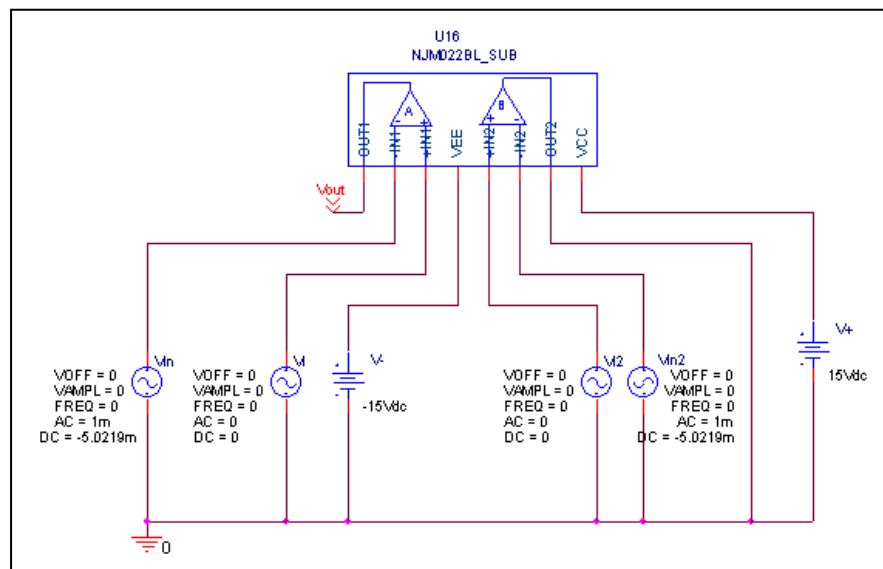 U16
NJM022BL_SUB
A
B
-
+
+
-
OUT1
-IN1
+IN1
VEE
+IN2
-IN2
OUT2
VCC
Vout
Vin
VOFF = 0
VAMPL = 0
FREQ = 0
AC = 1m
DC = -5.0219m
VI
VOFF = 0
VAMPL = 0
FREQ = 0
AC = 0
DC = 0
V-
-15Vdc
VI2
VOFF = 0
VAMPL = 0
FREQ = 0
AC = 0
DC = 0
Vin2
VOFF = 0
VAMPL = 0
FREQ = 0
AC = 1m
DC = -5.0219m
V+
15Vdc
0